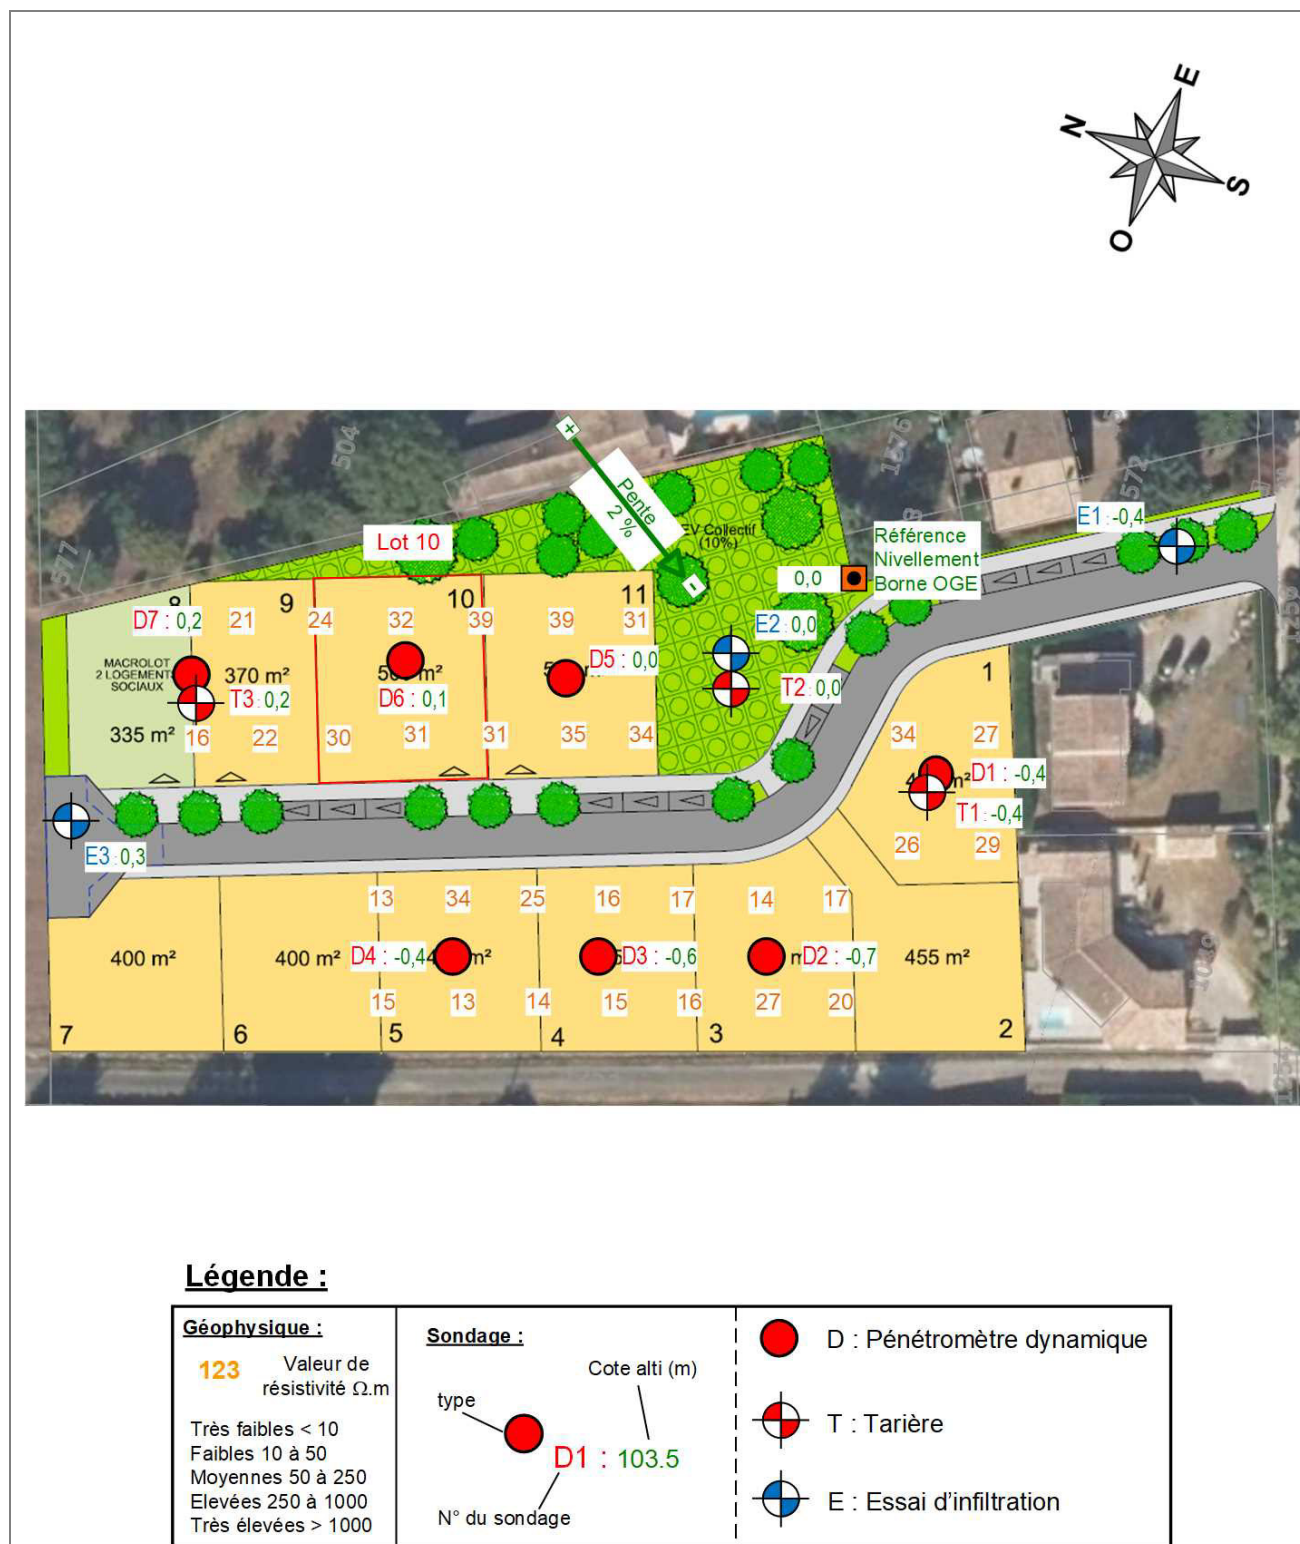 E
N
S
O
504
577
1576
572
1256
1039
+
Pente
2 %
-
EV Collectif
(10%)
Lot 10
E1 : -0,4
Référence
Nivellement
Borne OGE
0,0
8
9
10
11
D7 : 0,2
21
24
32
39
39
31
E2 : 0,0
MACROLOT
2 LOGEMENTS
SOCIAUX
370 m²
D5 : 0,0
T3 : 0,2
D6 : 0,1
T2 : 0,0
335 m²
16
22
30
31
31
35
34
1
34
27
D1 : -0,4
T1 : -0,4
26
29
E3 : 0,3
13
34
25
16
17
14
17
400 m²
400 m²
D4 : -0,4
m²
D3 : -0,6
D2 : -0,7
455 m²
15
13
14
15
16
27
20
7
6
5
4
3
2
Légende :
Géophysique :
123
Valeur de
résistivité Ω.m
Très faibles < 10
Faibles 10 à 50
Moyennes 50 à 250
Elevées 250 à 1000
Très élevées > 1000
Sondage :
Cote alti (m)
type
D1 : 103.5
N° du sondage
D : Pénétromètre dynamique
T : Tarière
E : Essai d'infiltration